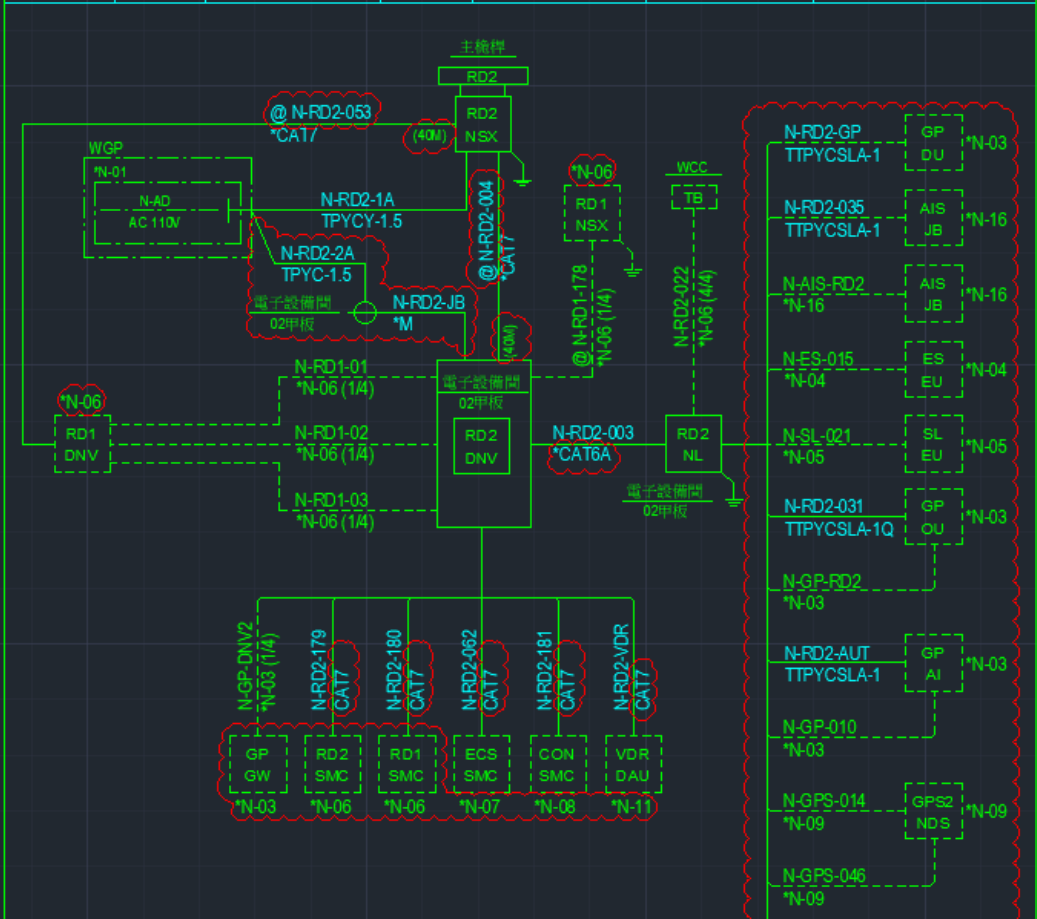 主桅桿
RD2
RD2
NSX
@ N-RD2-053
*CAT7
(40M)
WGP
*N-01
N-AD
AC 110V
N-RD2-1A
TPYCY-1.5
N-RD2-2A
TPYC-1.5
電子設備間
02甲板
N-RD2-JB
*M
@ N-RD2-004
*CAT7
(40M)
*N-06
RD1
NSX
@ N-RD1-178
*N-06 (1/4)
WCC
TB
N-RD2-022
*N-06 (4/4)
*N-06
RD1
DNV
N-RD1-01
*N-06 (1/4)
N-RD1-02
*N-06 (1/4)
N-RD1-03
*N-06 (1/4)
電子設備間
02甲板
RD2
DNV
N-RD2-003
*CAT6A
RD2
NL
電子設備間
02甲板
N-GP-DNV2
*N-03 (1/4)
N-RD2-179
CAT7
N-RD2-180
CAT7
N-RD2-062
CAT7
N-RD2-181
CAT7
N-RD2-VDR
CAT7
GP
GW
*N-03
RD2
SMC
*N-06
RD1
SMC
*N-06
ECS
SMC
*N-07
CON
SMC
*N-08
VDR
DAU
*N-11
N-RD2-GP
TTPYCSLA-1
GP
DU
*N-03
N-RD2-035
TTPYCSLA-1
AIS
JB
*N-16
N-AIS-RD2
*N-16
AIS
JB
*N-16
N-ES-015
*N-04
ES
EU
*N-04
N-SL-021
*N-05
SL
EU
*N-05
N-RD2-031
TTPYCSLA-1Q
GP
OU
*N-03
N-GP-RD2
*N-03
N-RD2-AUT
TTPYCSLA-1
GP
AI
*N-03
N-GP-010
*N-03
N-GPS-014
*N-09
GPS2
NDS
*N-09
N-GPS-046
*N-09